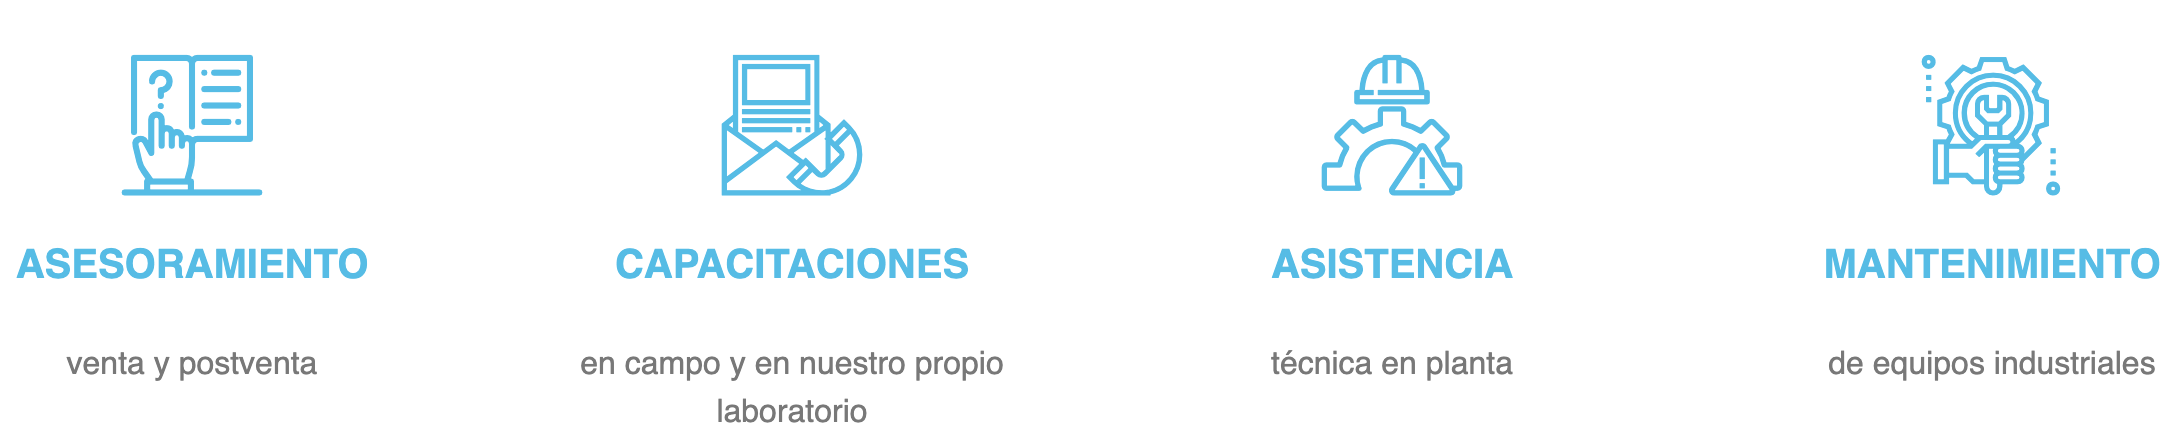 ASESORAMIENTO
venta y postventa
CAPACITACIONES
en campo y en nuestro propio
laboratorio
ASISTENCIA
técnica en planta
MANTENIMIENTO
de equipos industriales